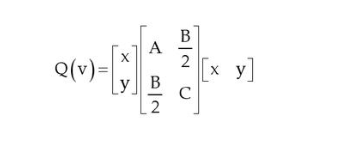 Q(v)=[x y][A B/2 B/2 C][x y]